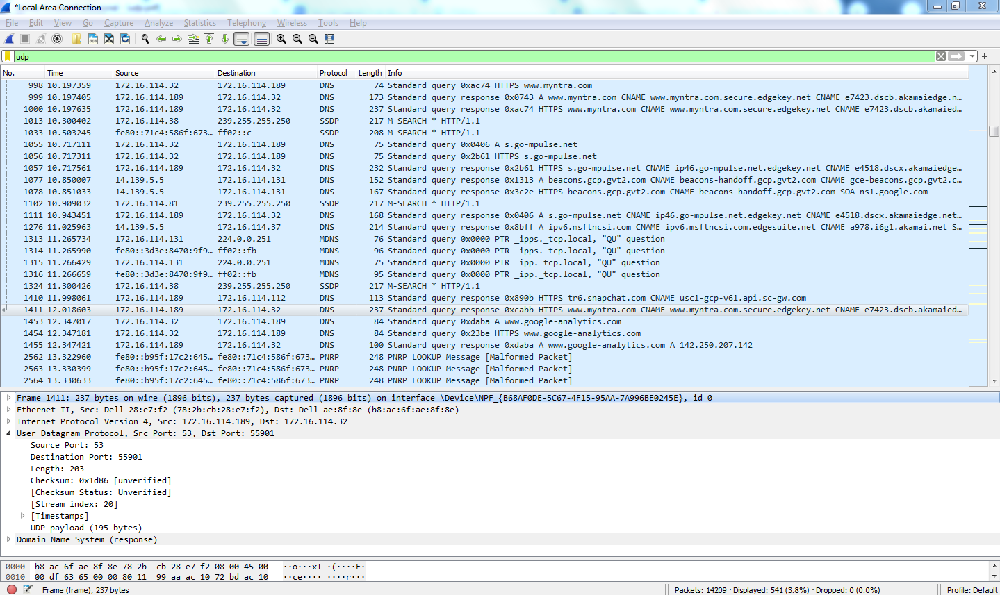 *Local Area Connection
File Edit View Go Capture Analyze Statistics Telephony Wireless Tools Help
udp
No. Time Source Destination Protocol Length Info
998 10.197359 172.16.114.32 172.16.114.189 DNS 74 Standard query 0xac74 HTTPS www.myntra.com
999 10.197405 172.16.114.189 172.16.114.32 DNS 173 Standard query response 0x0743 A www.myntra.com CNAME www.myntra.com.secure.edgekey.net CNAME e7423.dscb.akamaiedge.n…
1000 10.197635 172.16.114.189 172.16.114.32 DNS 237 Standard query response 0xac74 HTTPS www.myntra.com CNAME www.myntra.com.secure.edgekey.net CNAME e7423.dscb.akamaied…
1013 10.300402 172.16.114.38 239.255.255.250 SSDP 217 M-SEARCH * HTTP/1.1
1033 10.503245 fe80::71c4:586f:673… ff02::c SSDP 208 M-SEARCH * HTTP/1.1
1055 10.717111 172.16.114.32 172.16.114.189 DNS 75 Standard query 0x0406 A s.go-mpulse.net
1056 10.717311 172.16.114.32 172.16.114.189 DNS 75 Standard query 0x2b61 HTTPS s.go-mpulse.net
1057 10.717561 172.16.114.189 172.16.114.32 DNS 232 Standard query response 0x2b61 HTTPS s.go-mpulse.net CNAME ip46.go-mpulse.net.edgekey.net CNAME e4518.dscx.akamaiedge…
1077 10.850007 14.139.5.5 172.16.114.131 DNS 152 Standard query response 0x1313 A beacons.gcp.gvt2.com CNAME beacons-handoff.gcp.gvt2.com CNAME gce-beacons.gcp.gvt2.c…
1078 10.851033 14.139.5.5 172.16.114.131 DNS 167 Standard query response 0x3c2e HTTPS beacons.gcp.gvt2.com CNAME beacons-handoff.gcp.gvt2.com SOA ns1.google.com
1102 10.909032 172.16.114.81 239.255.255.250 SSDP 217 M-SEARCH * HTTP/1.1
1111 10.943451 172.16.114.189 172.16.114.32 DNS 168 Standard query response 0x0406 A s.go-mpulse.net CNAME ip46.go-mpulse.net.edgekey.net CNAME e4518.dscx.akamaiedge.net…
1276 11.025963 14.139.5.5 172.16.114.37 DNS 214 Standard query response 0x8bff A ipv6.msftncsi.com CNAME ipv6.msftncsi.com.edgesuite.net CNAME a978.i6g1.akamai.net S…
1313 11.265734 172.16.114.131 224.0.0.251 MDNS 76 Standard query 0x0000 PTR _ipps._tcp.local, "QU" question
1314 11.265990 fe80::3d3e:8470:9f9… ff02::fb MDNS 96 Standard query 0x0000 PTR _ipps._tcp.local, "QU" question
1315 11.266429 172.16.114.131 224.0.0.251 MDNS 75 Standard query 0x0000 PTR _ipp._tcp.local, "QU" question
1316 11.266659 fe80::3d3e:8470:9f9… ff02::fb MDNS 95 Standard query 0x0000 PTR _ipp._tcp.local, "QU" question
1324 11.300426 172.16.114.38 239.255.255.250 SSDP 217 M-SEARCH * HTTP/1.1
1410 11.998061 172.16.114.189 172.16.114.112 DNS 113 Standard query response 0x890b HTTPS tr6.snapchat.com CNAME usc1-gcp-v61.api.sc-gw.com
1411 12.018603 172.16.114.189 172.16.114.32 DNS 237 Standard query response 0xcabb HTTPS www.myntra.com CNAME www.myntra.com.secure.edgekey.net CNAME e7423.dscb.akamaied…
1453 12.347017 172.16.114.32 172.16.114.189 DNS 84 Standard query 0xdaba A www.google-analytics.com
1454 12.347181 172.16.114.32 172.16.114.189 DNS 84 Standard query 0x23be HTTPS www.google-analytics.com
1455 12.347421 172.16.114.189 172.16.114.32 DNS 100 Standard query response 0xdaba A www.google-analytics.com A 142.250.207.142
2562 13.322960 fe80::b95f:17c2:645… fe80::71c4:586f:673… PNRP 248 PNRP LOOKUP Message [Malformed Packet]
2563 13.330399 fe80::b95f:17c2:645… fe80::71c4:586f:673… PNRP 248 PNRP LOOKUP Message [Malformed Packet]
2564 13.330633 fe80::b95f:17c2:645… fe80::71c4:586f:673… PNRP 248 PNRP LOOKUP Message [Malformed Packet]
Frame 1411: 237 bytes on wire (1896 bits), 237 bytes captured (1896 bits) on interface \Device\NPF_{B68AF0DE-5C67-4F15-95AA-7A996BE0245E}, id 0
Ethernet II, Src: Dell_28:e7:f2 (78:2b:cb:28:e7:f2), Dst: Dell_ae:8f:8e (b8:ac:6f:ae:8f:8e)
Internet Protocol Version 4, Src: 172.16.114.189, Dst: 172.16.114.32
User Datagram Protocol, Src Port: 53, Dst Port: 55901
Source Port: 53
Destination Port: 55901
Length: 203
Checksum: 0x1d86 [unverified]
[Checksum Status: Unverified]
[Stream index: 20]
[Timestamps]
UDP payload (195 bytes)
Domain Name System (response)
0000 b8 ac 6f ae 8f 8e 78 2b cb 28 e7 f2 08 00 45 00 ··o···x+ ·(····E·
0010 00 df 63 65 00 00 80 11 99 aa ac 10 72 bd ac 10 ··ce···· ····r···
Frame (frame), 237 bytes
Packets: 14209 · Displayed: 541 (3.8%) · Dropped: 0 (0.0%)
Profile: Default